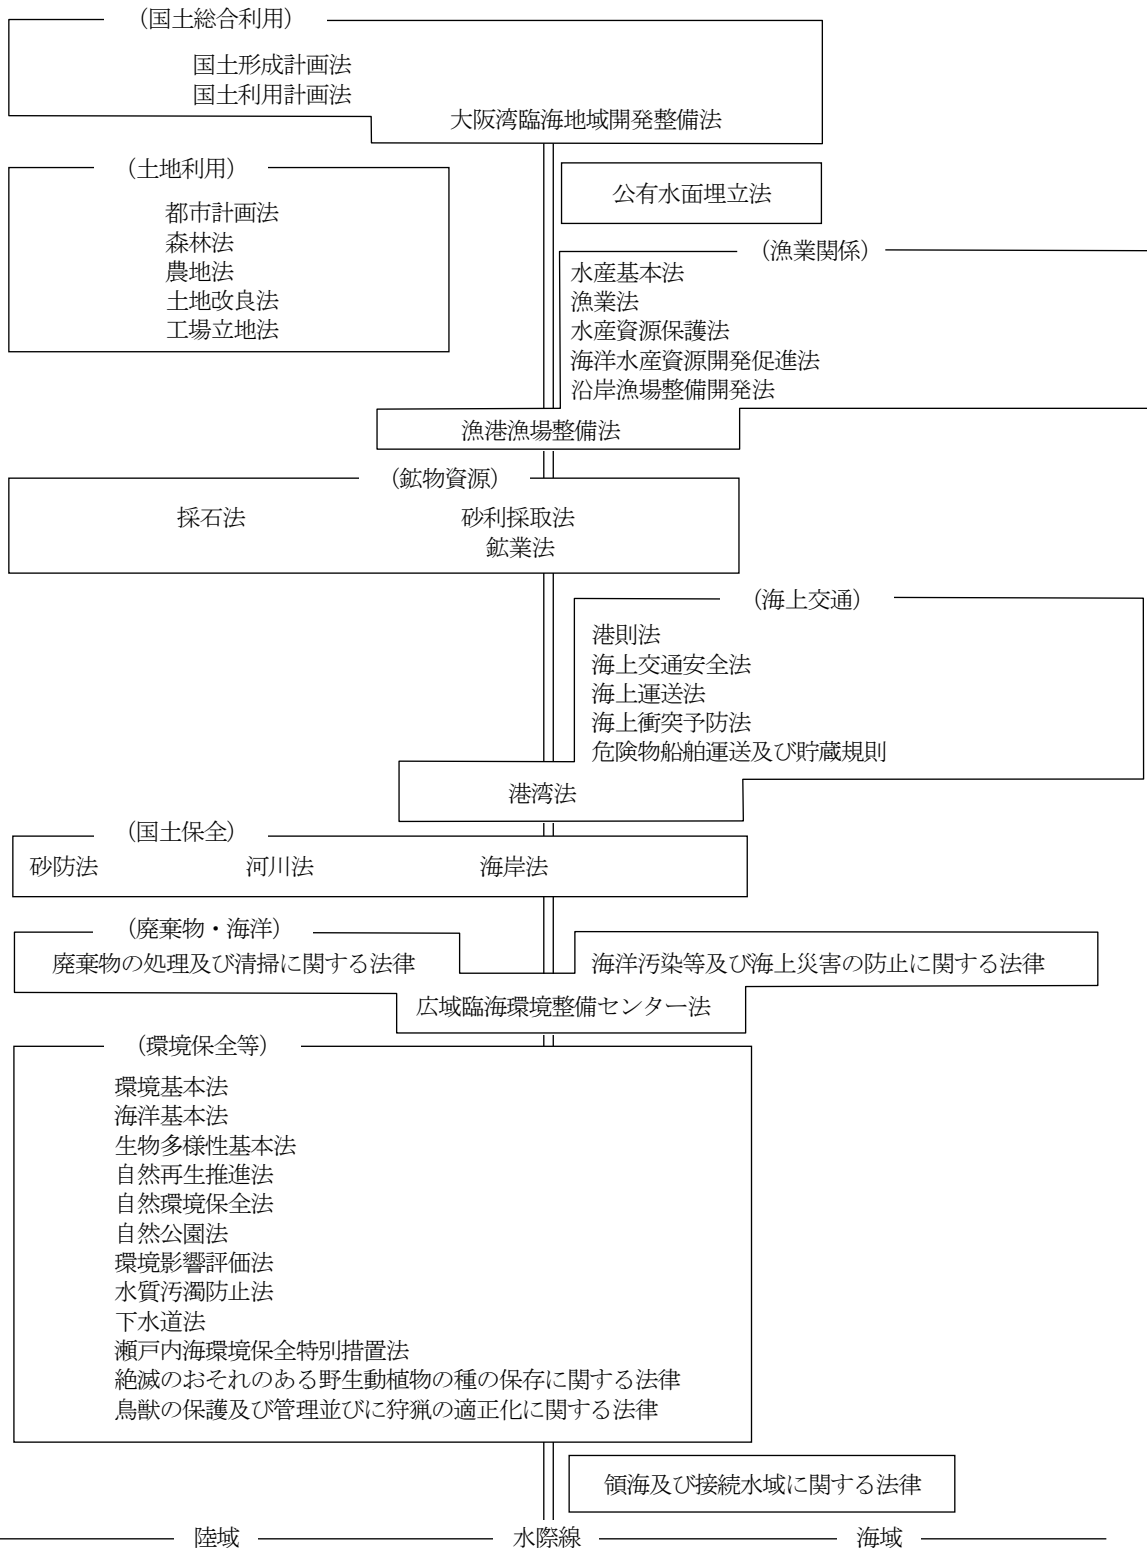 （国土総合利用）
国土形成計画法
国土利用計画法
大阪湾臨海地域開発整備法
（土地利用）
都市計画法
森林法
農地法
土地改良法
工場立地法
公有水面埋立法
（漁業関係）
水産基本法
漁業法
水産資源保護法
海洋水産資源開発促進法
沿岸漁場整備開発法
漁港漁場整備法
（鉱物資源）
採石法 砂利採取法
鉱業法
（海上交通）
港則法
海上交通安全法
海上運送法
海上衝突予防法
危険物船舶運送及び貯蔵規則
港湾法
（国土保全）
砂防法 河川法 海岸法
（廃棄物・海洋）
廃棄物の処理及び清掃に関する法律 海洋汚染等及び海上災害の防止に関する法律
広域臨海環境整備センター法
（環境保全等）
環境基本法
海洋基本法
生物多様性基本法
自然再生推進法
自然環境保全法
自然公園法
環境影響評価法
水質汚濁防止法
下水道法
瀬戸内海環境保全特別措置法
絶滅のおそれのある野生動植物の種の保存に関する法律
鳥獣の保護及び管理並びに狩猟の適正化に関する法律
領海及び接続水域に関する法律
陸域 水際線 海域